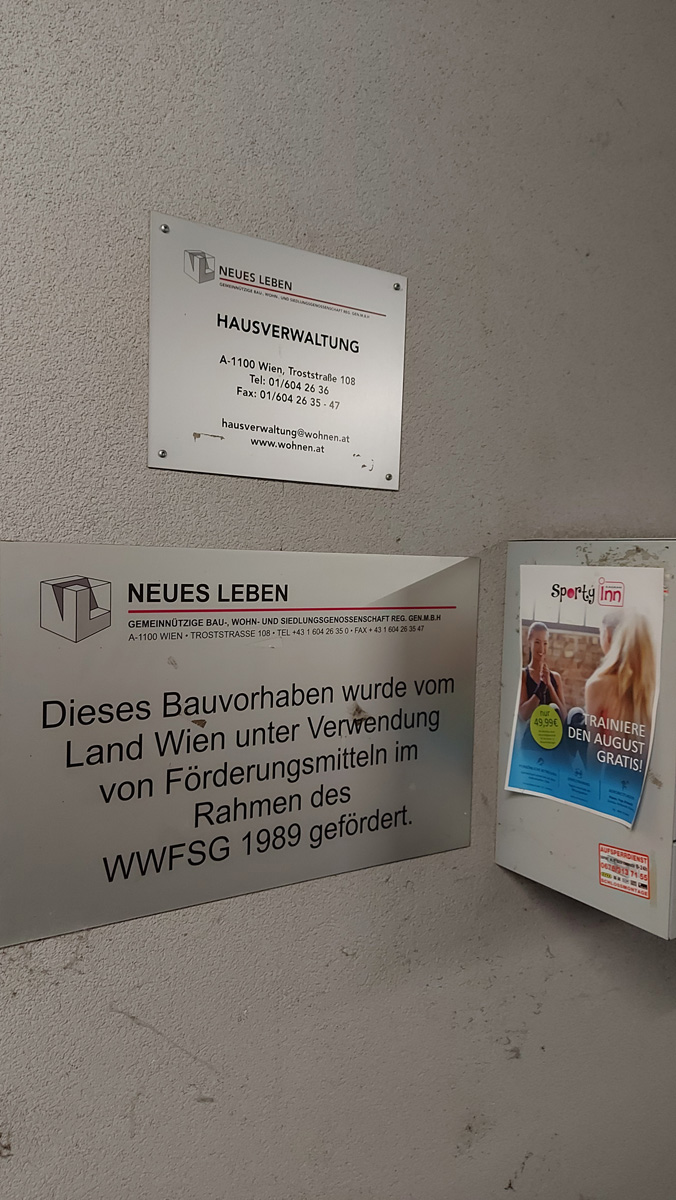 NEUES LEBEN
GEMEINNÜTZIGE BAU-, WOHN- UND SIEDLUNGSGENOSSENSCHAFT REG. GEN.M.B.H
HAUSVERWALTUNG
A-1100 Wien, Troststraße 108
Tel: 01/604 26 36
Fax: 01/604 26 35 - 47
hausverwaltung@wohnen.at
www.wohnen.at
NEUES LEBEN
GEMEINNÜTZIGE BAU-, WOHN- UND SIEDLUNGSGENOSSENSCHAFT REG. GEN.M.B.H
A-1100 WIEN • TROSTSTRASSE 108 • TEL +43 1 604 26 35 0 • FAX + 43 1 604 26 35 47
Dieses Bauvorhaben wurde vom
Land Wien unter Verwendung
von Förderungsmitteln im
Rahmen des
WWFSG 1989 gefördert.
Sporty Inn
nur
49,99€
TRAINIERE
DEN AUGUST
GRATIS!
AUFSPERRDIENST
SCHLOSSMONTAGE